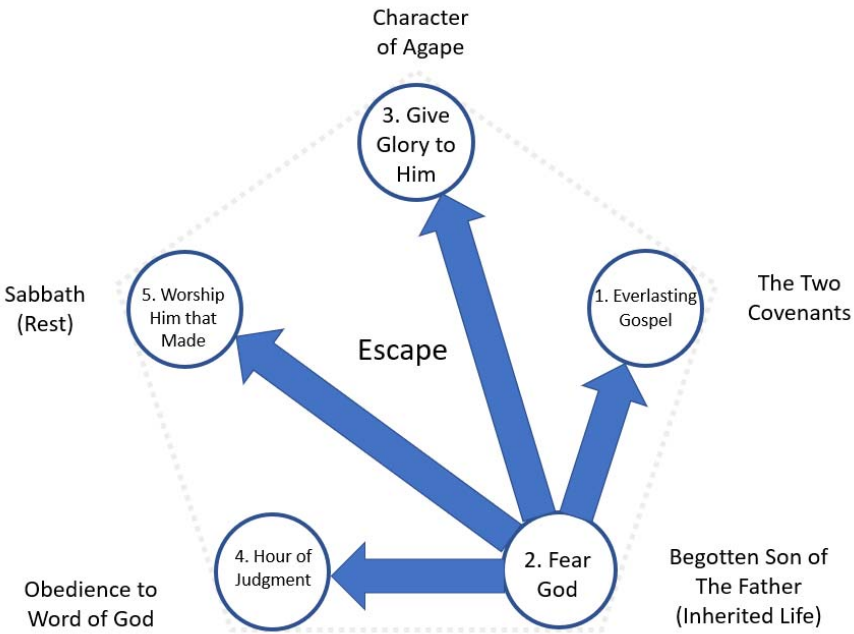 Character
of Agape
3. Give
Glory to
Him
Sabbath
(Rest)
5. Worship
Him that
Made
Escape
1. Everlasting
Gospel
The Two
Covenants
4. Hour of
Judgment
2. Fear
God
Obedience to
Word of God
Begotten Son of
The Father
(Inherited Life)